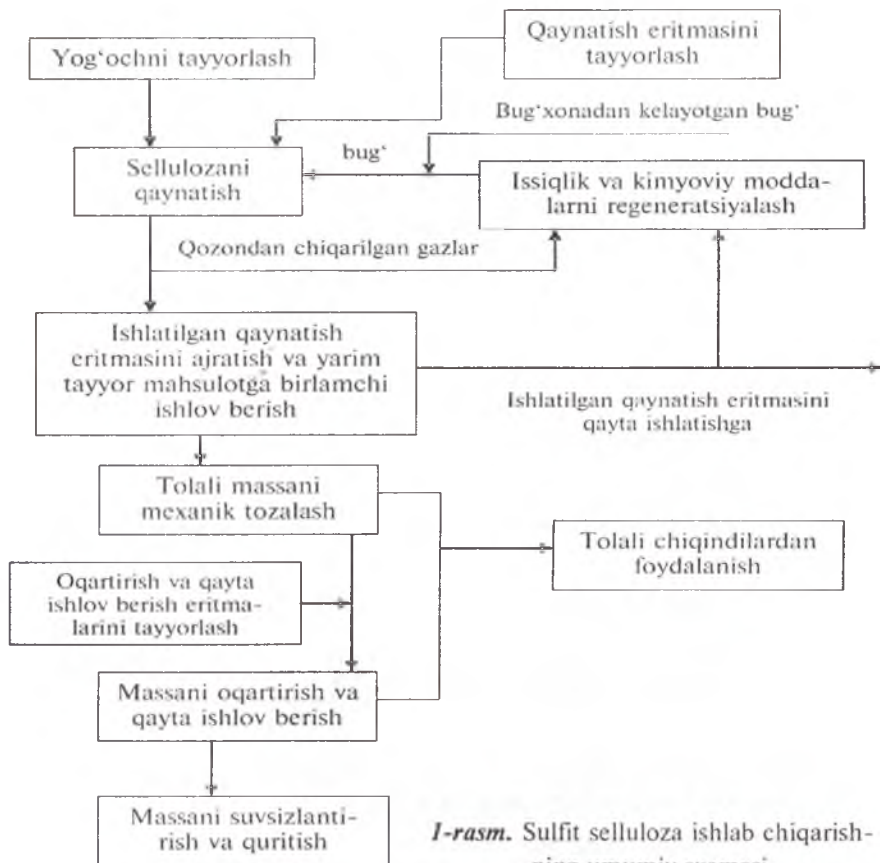 Yog‘ochni tayyorlash
Qaynatish eritmasini
tayyorlash
Bug‘xonadan kelayotgan bug‘
bug‘
Sellulozani
qaynatish
Issiqlik va kimyoviy modda-
larni regeneratsiyalash
Qozondan chiqarilgan gazlar
Ishlatilgan qaynatish
eritmasini ajratish va yarim
tayyor mahsulotga birlamchi
ishlov berish
Ishlatilgan qaynatish eritmasini
qayta ishlatishga
Tolali massani
mexanik tozalash
Tolali chiqindilardan
foydalanish
Oqartirish va qayta
ishlov berish eritma-
larini tayyorlash
Massani oqartirish va
qayta ishlov berish
Massani suvsizlanti-
rish va quritish
1-rasm. Sulfit selluloza ishlab chiqarish-